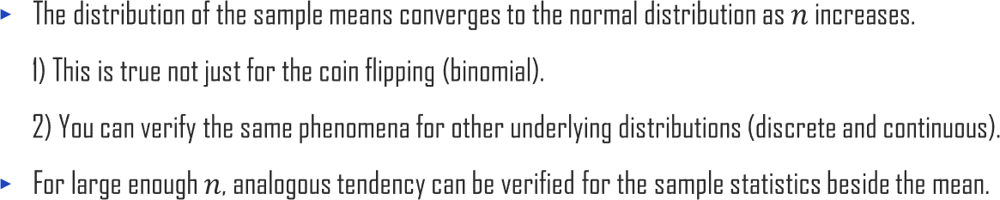 ▸ The distribution of the sample means converges to the normal distribution as n increases.
1) This is true not just for the coin flipping (binomial).
2) You can verify the same phenomena for other underlying distributions (discrete and continuous).
▸ For large enough n, analogous tendency can be verified for the sample statistics beside the mean.